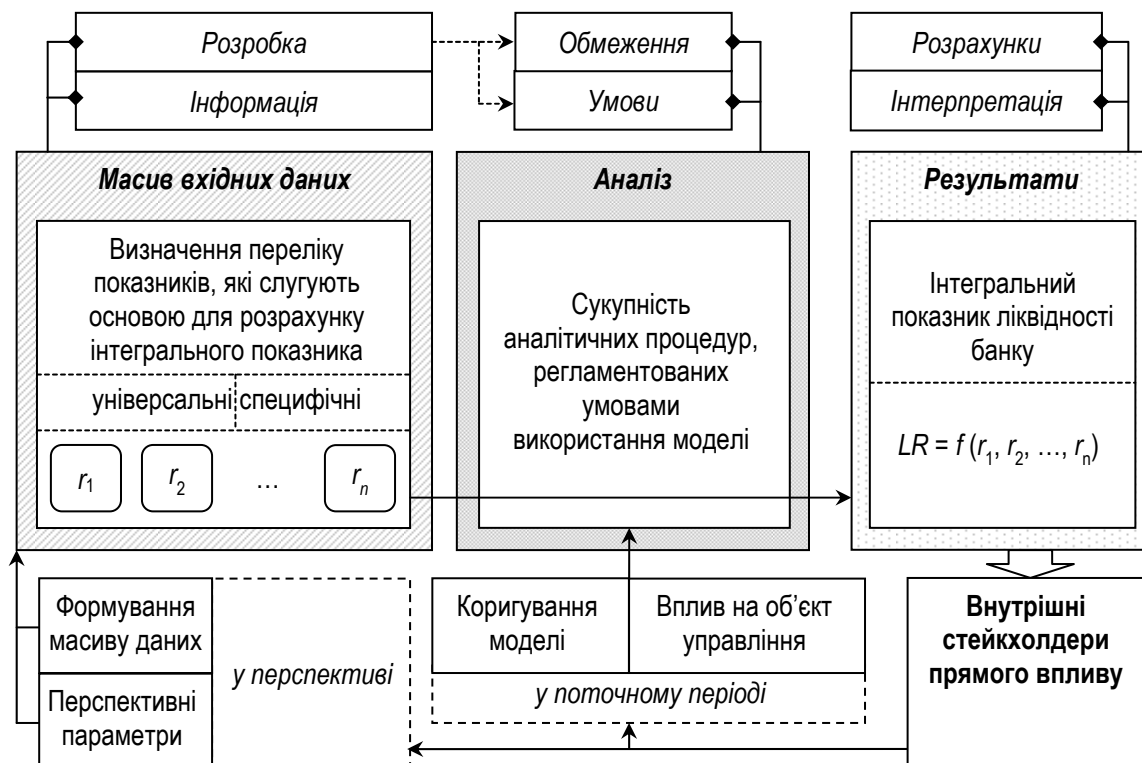 Розробка
Інформація
Обмеження
Умови
Розрахунки
Інтерпретація
Масив вхідних даних
Визначення переліку
показників, які слугують
основою для розрахунку
інтегрального показника
універсальні специфічні
r1 r2 … rn
Аналіз
Сукупність
аналітичних процедур,
регламентованих
умовами
використання моделі
Результати
Інтегральний
показник ліквідності
банку
LR = f (r1, r2, …, rn)
Формування
масиву даних
Перспективні
параметри
у перспективі
Коригування
моделі
Вплив на об’єкт
управління
у поточному періоді
Внутрішні
стейкхолдери
прямого впливу